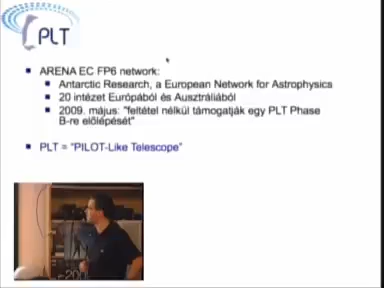 PLT
ARENA EC FP6 network:
Antarctic Research, a European Network for Astrophysics
20 intézet Európából és Ausztráliából
2009. május: "feltétel nélkül támogatják egy PLT Phase
B-re előlépését"
PLT = "PILOT-Like Telescope"